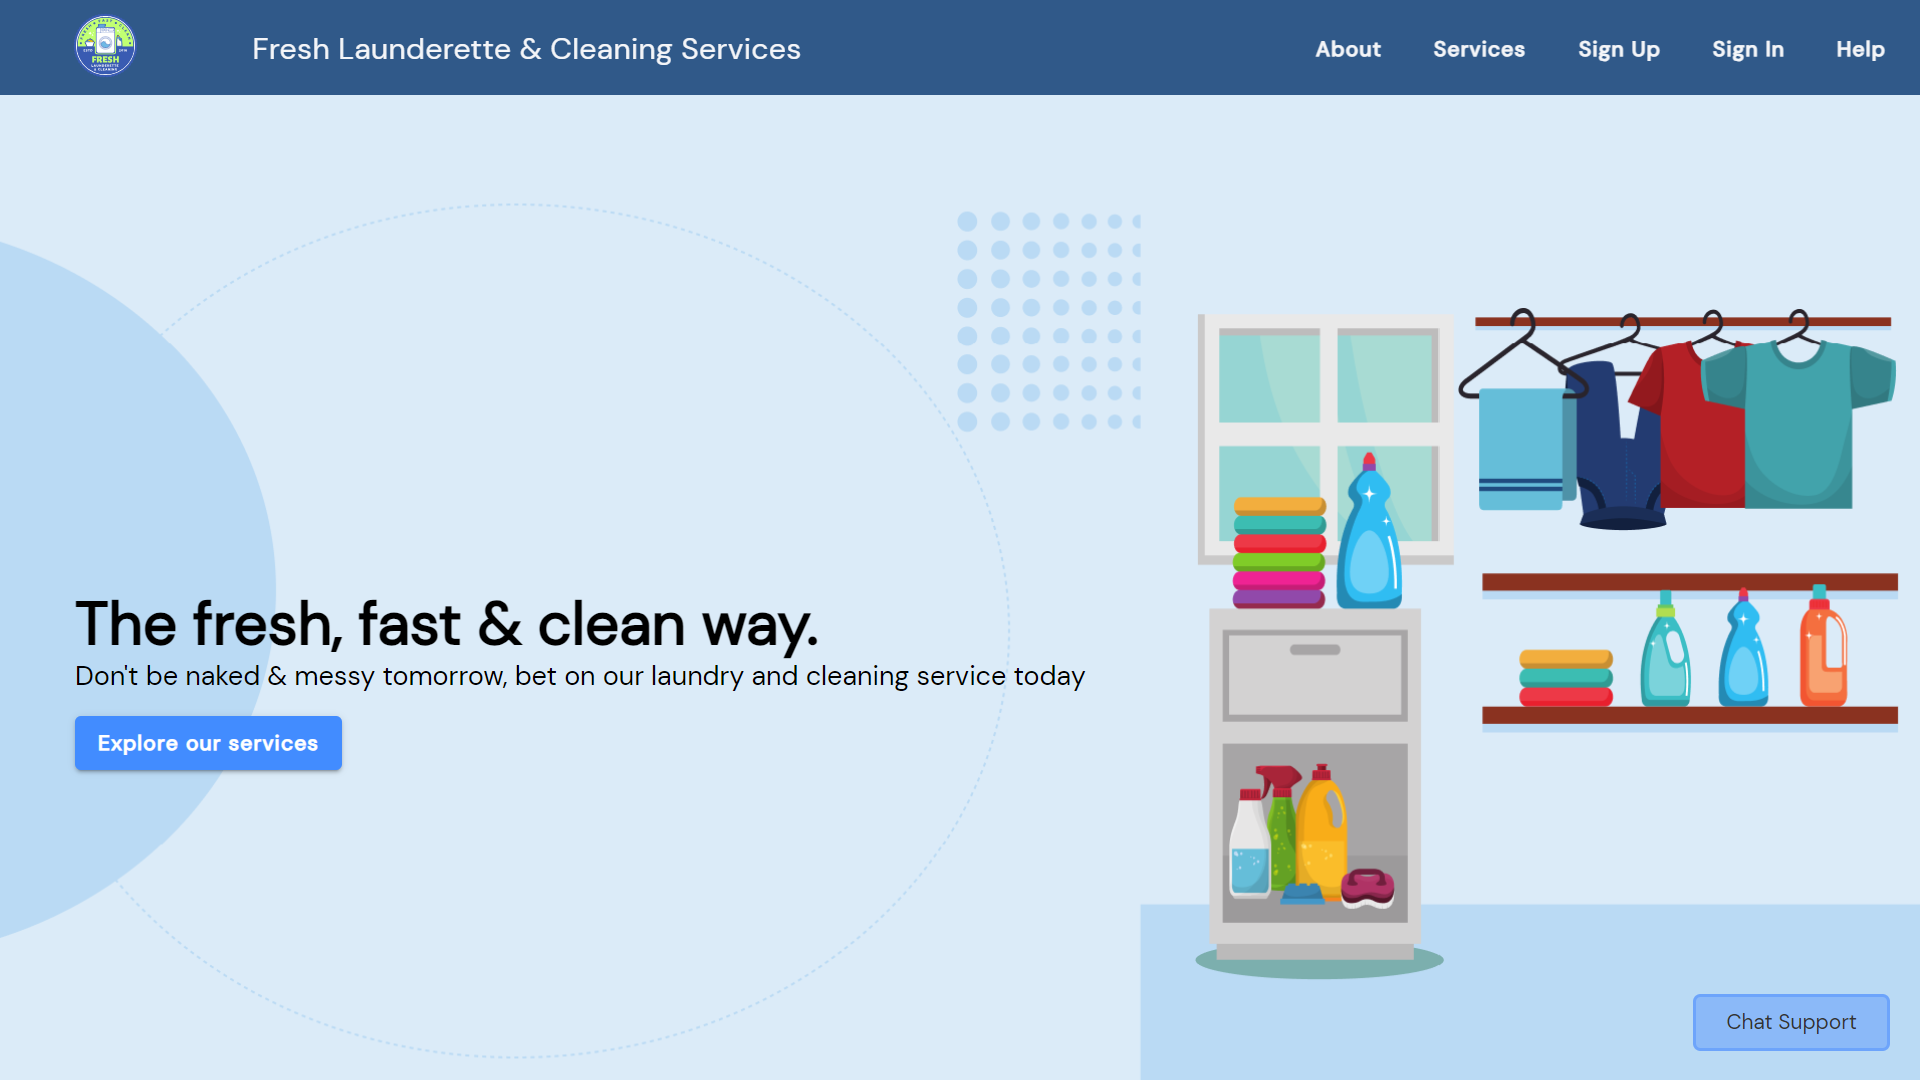 FRESH
Fresh Launderette & Cleaning Services
About
Services
Sign Up
Sign In
Help
The fresh, fast & clean way.
Don't be naked & messy tomorrow, bet on our laundry and cleaning service today
Explore our services
Chat Support